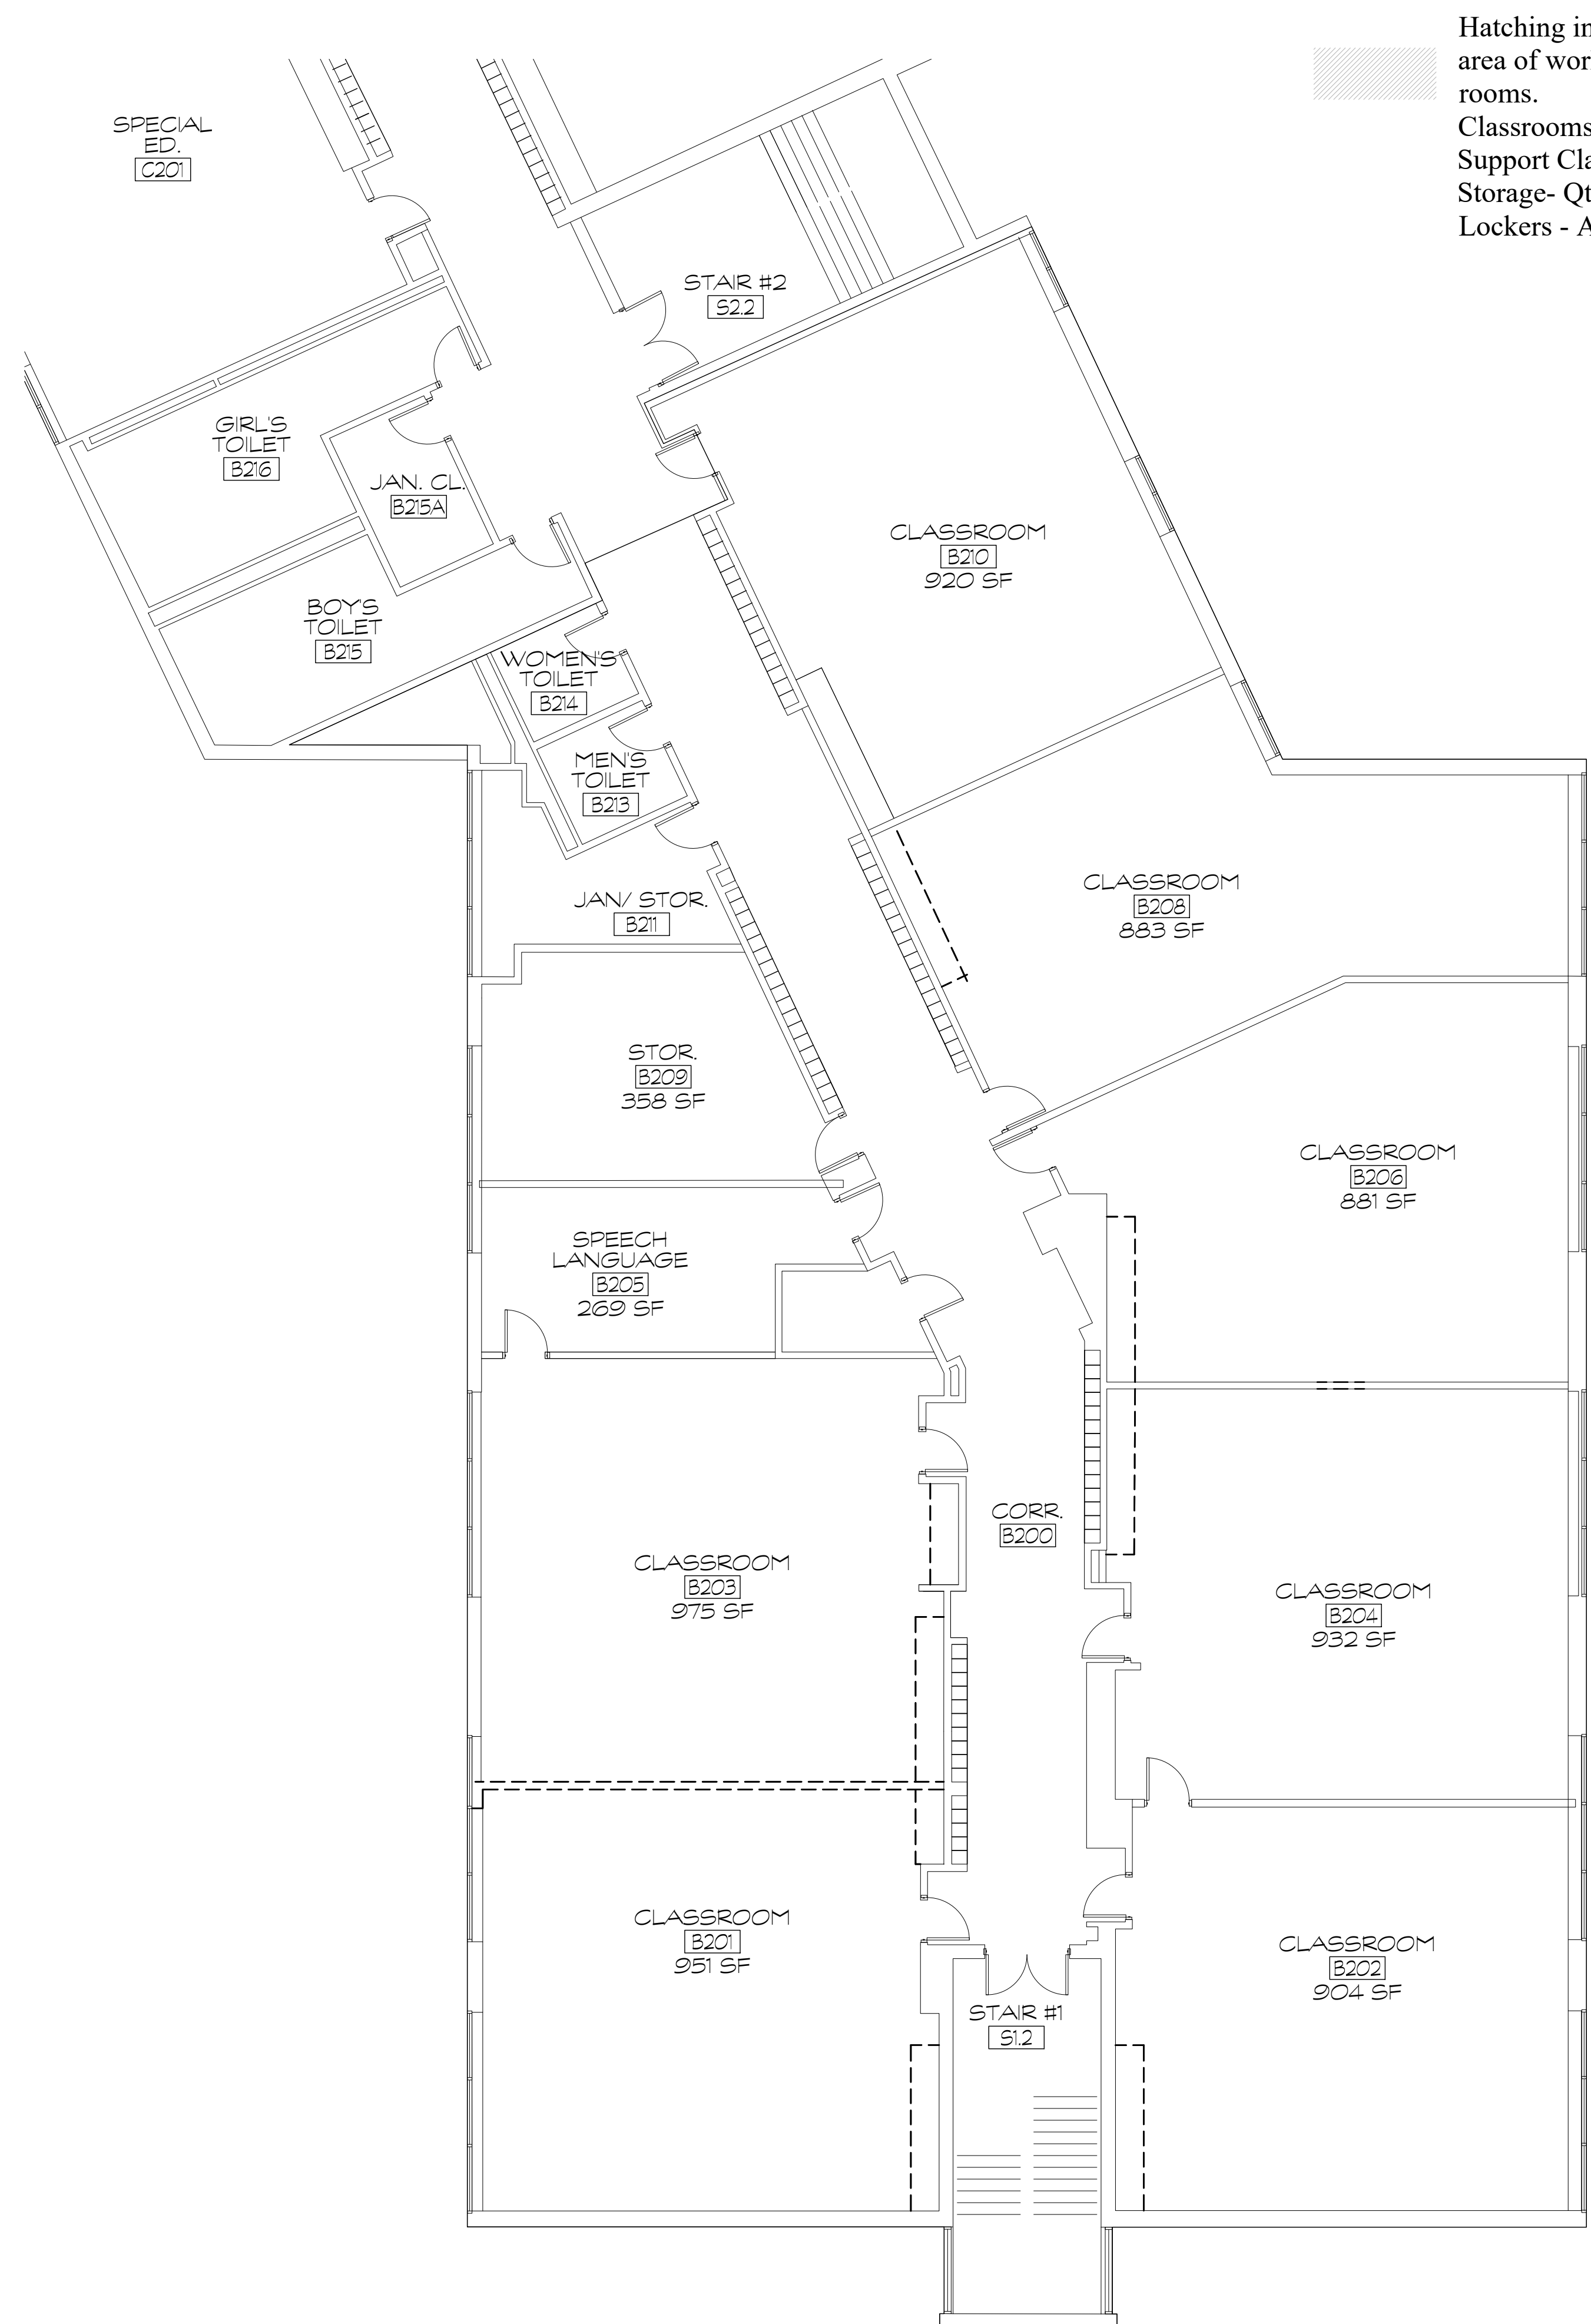 Hatching in
area of wor
rooms.
Classrooms
Support Cla
Storage- Qt
Lockers - A
SPECIAL
ED.
C201
STAIR #2
S2.2
GIRL'S
TOILET
B216
JAN. CL.
B215A
CLASSROOM
B210
920 SF
BOY'S
TOILET
B215
WOMEN'S
TOILET
B214
MEN'S
TOILET
B213
CLASSROOM
B208
883 SF
JAN/ STOR.
B211
STOR.
B209
358 SF
CLASSROOM
B206
881 SF
SPEECH
LANGUAGE
B205
269 SF
CORR.
B200
CLASSROOM
B203
975 SF
CLASSROOM
B204
932 SF
CLASSROOM
B201
951 SF
CLASSROOM
B202
904 SF
STAIR #1
S1.2